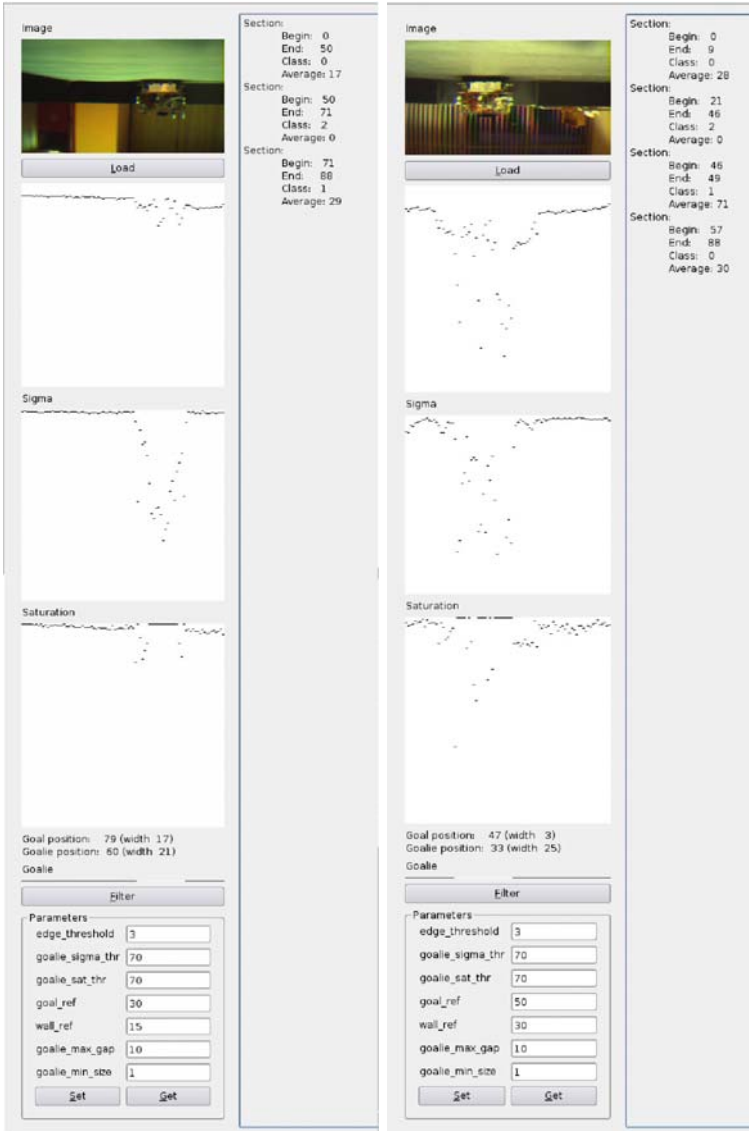 Image
Load
Sigma
Saturation
Goal position: 79 (width 17)
Goalie position: 60 (width 21)
Goalie
Filter
Parameters
edge_threshold 3
goalie_sigma_thr 70
goalie_sat_thr 70
goal_ref 30
wall_ref 15
goalie_max_gap 10
goalie_min_size 1
Set Get
Section:
Begin: 0
End: 50
Class: 0
Average: 17
Section:
Begin: 50
End: 71
Class: 2
Average: 0
Section:
Begin: 71
End: 88
Class: 1
Average: 29
Image
Load
Sigma
Saturation
Goal position: 47 (width 3)
Goalie position: 33 (width 25)
Goalie
Filter
Parameters
edge_threshold 3
goalie_sigma_thr 70
goalie_sat_thr 70
goal_ref 50
wall_ref 30
goalie_max_gap 10
goalie_min_size 1
Set Get
Section:
Begin: 0
End: 9
Class: 0
Average: 28
Section:
Begin: 21
End: 46
Class: 2
Average: 0
Section:
Begin: 46
End: 49
Class: 1
Average: 71
Section:
Begin: 57
End: 88
Class: 0
Average: 30